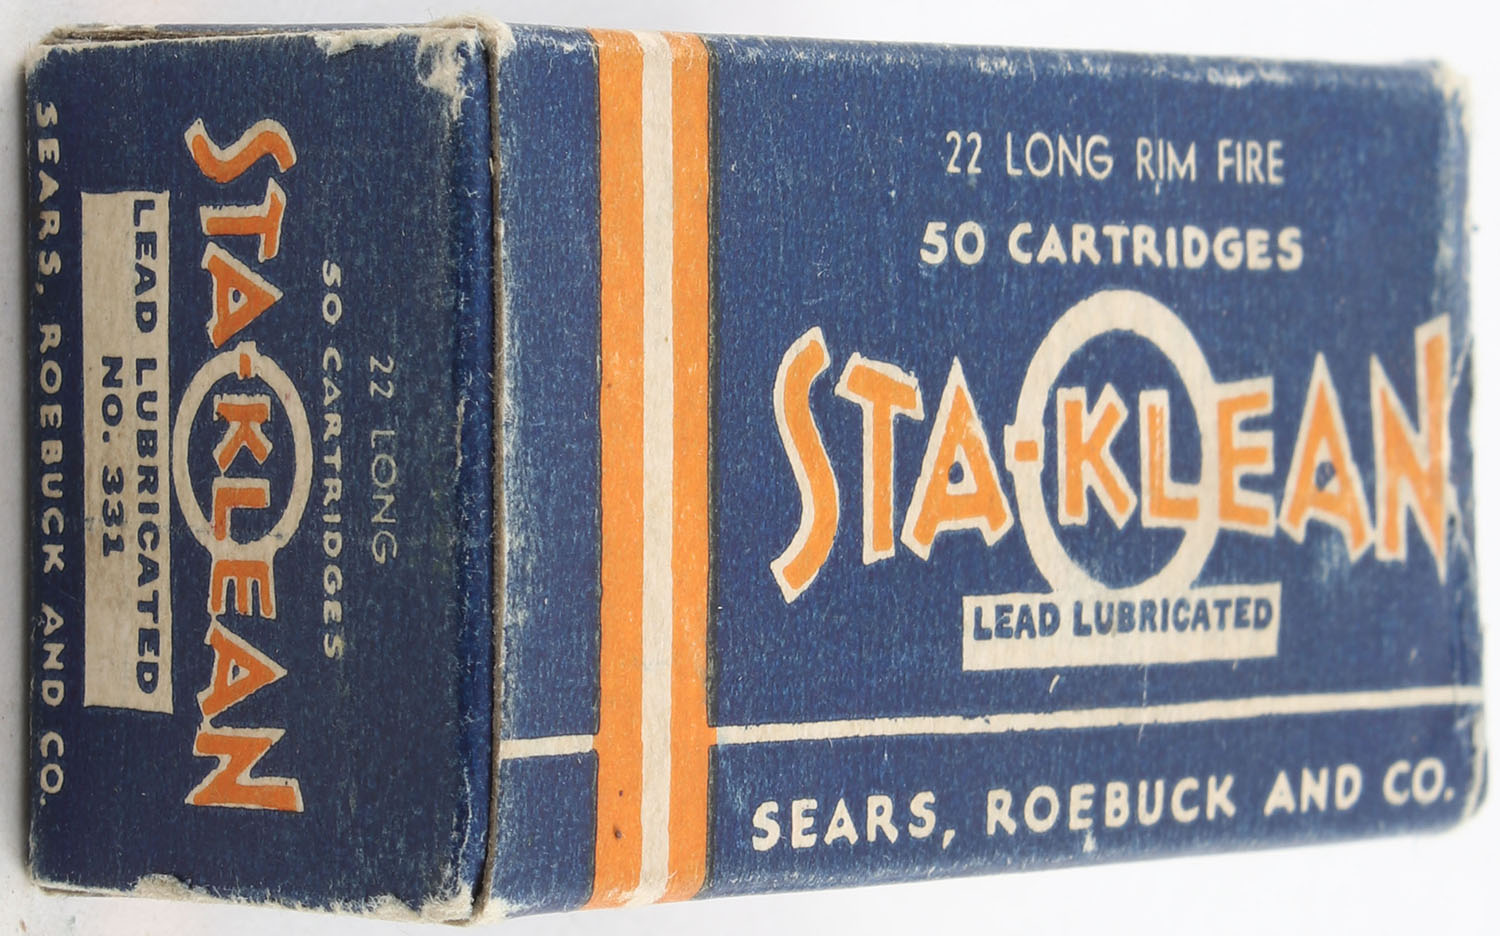 22 LONG RIM FIRE
50 CARTRIDGES
STA-KLEAN
LEAD LUBRICATED
SEARS, ROEBUCK AND CO.
22 LONG
50 CARTRIDGES
STA-KLEAN
LEAD LUBRICATED
NO. 331
SEARS, ROEBUCK AND CO.